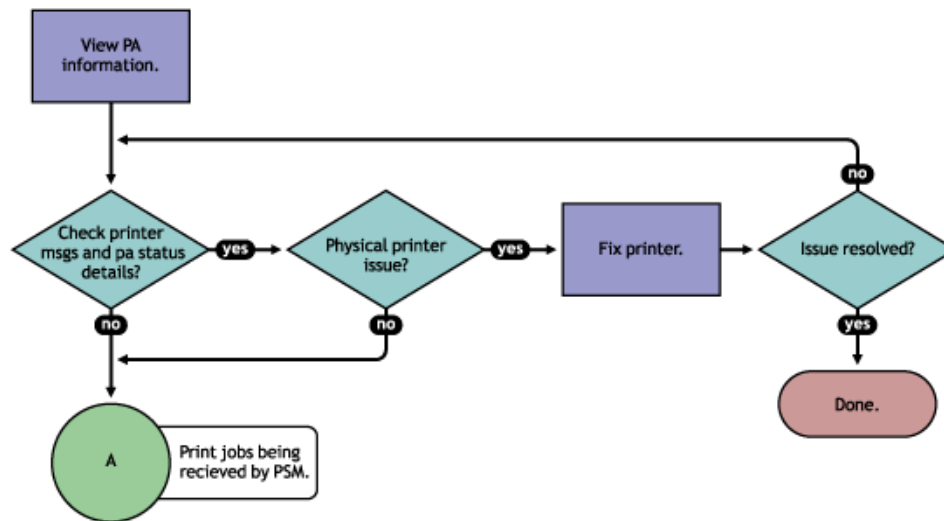 View PA
information.
no
Check printer
msgs and pa status
details?
yes
Physical printer
issue?
yes
Fix printer.
Issue resolved?
no
no
yes
Done.
A
Print jobs being
recieved by PSM.